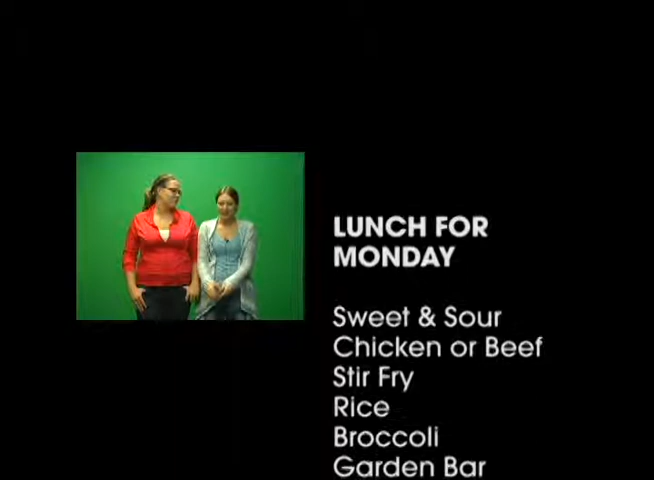 LUNCH FOR
MONDAY
Sweet & Sour
Chicken or Beef
Stir Fry
Rice
Broccoli
Garden Bar